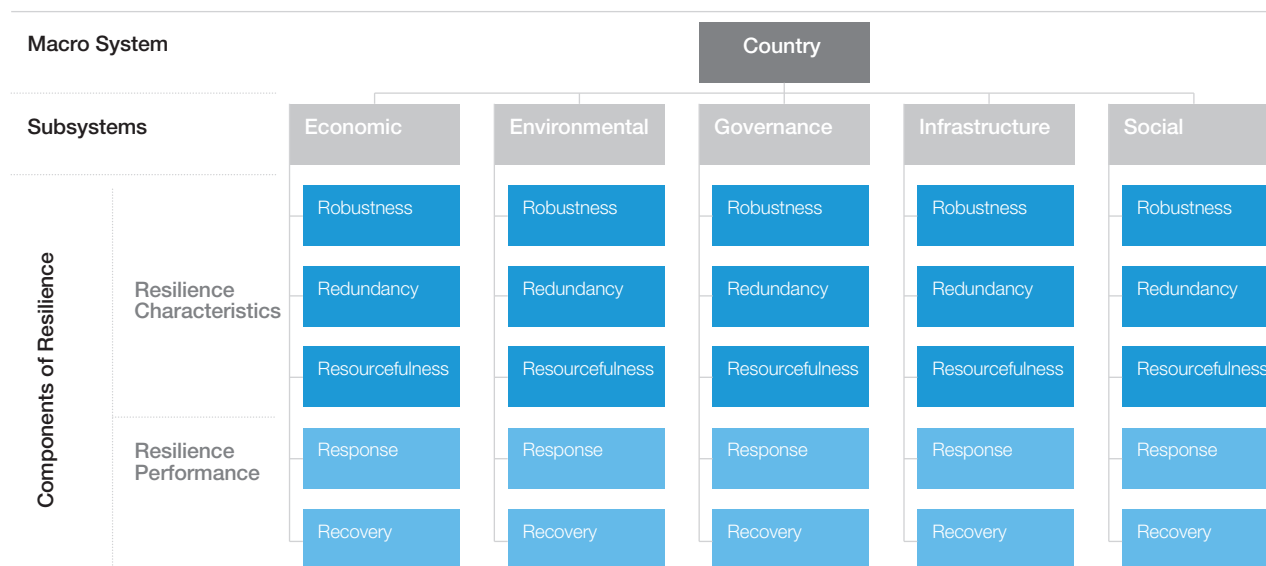 Macro System
Country
Subsystems
Economic
Environmental
Governance
Infrastructure
Social
Components of Resilience
Resilience
Characteristics
Robustness
Robustness
Robustness
Robustness
Robustness
Redundancy
Redundancy
Redundancy
Redundancy
Redundancy
Resourcefulness
Resourcefulness
Resourcefulness
Resourcefulness
Resourcefulness
Resilience
Performance
Response
Response
Response
Response
Response
Recovery
Recovery
Recovery
Recovery
Recovery